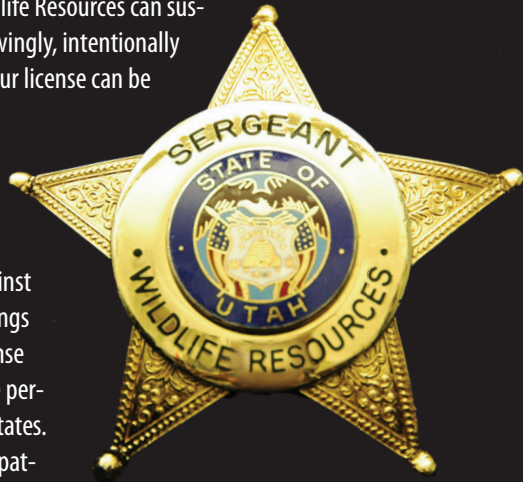 life Resources can sus-
wingly, intentionally
ur license can be
inst
ngs
nse
per-
tates.
pat-
SERGEANT
STATE OF
UTAH
WILDLIFE RESOURCES